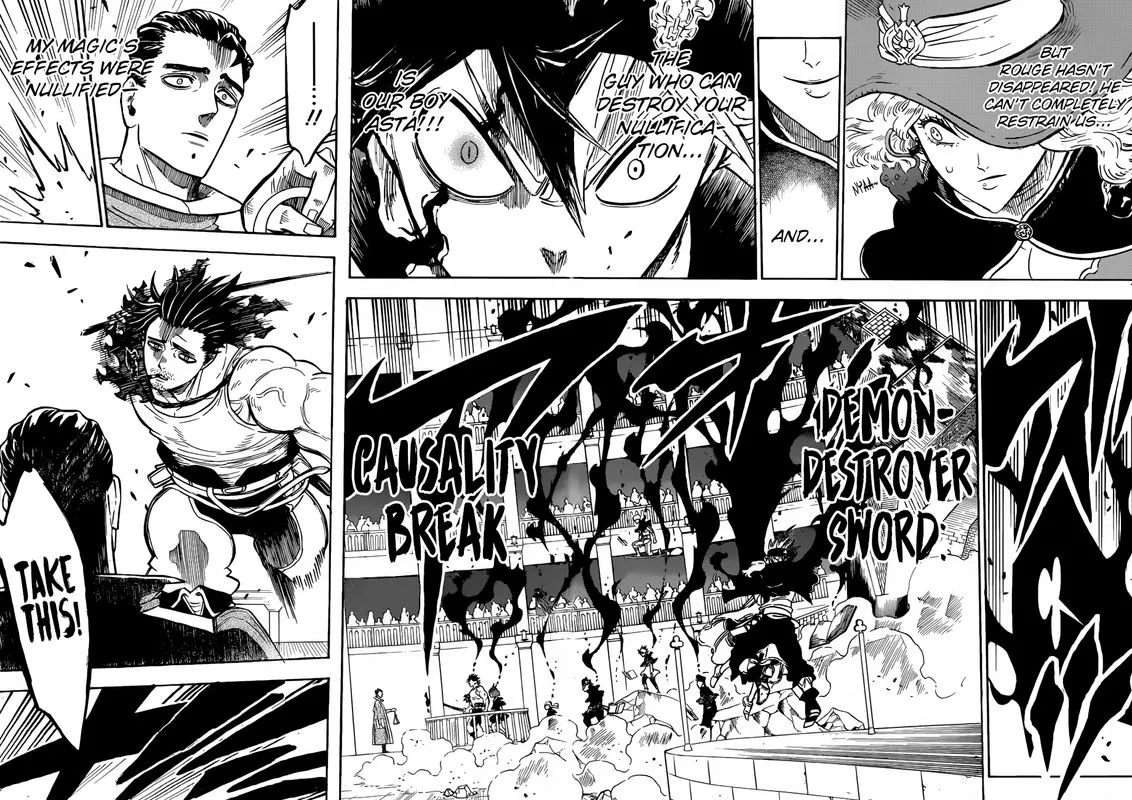 BUT
ROUGE HASN'T
DISAPPEARED! HE
CAN'T COMPLETELY
RESTRAIN US...
NYAA
AND...
THE
GUY WHO CAN
DESTROY YOUR
NULLIFICA-
TION...
IS
OUR BOY
ASTA!!!
DEMON-
DESTROYER
SWORD:
CAUSALITY
BREAK
...!!
MY MAGIC'S
EFFECTS WERE
NULLIFIED—
TAKE
THIS!